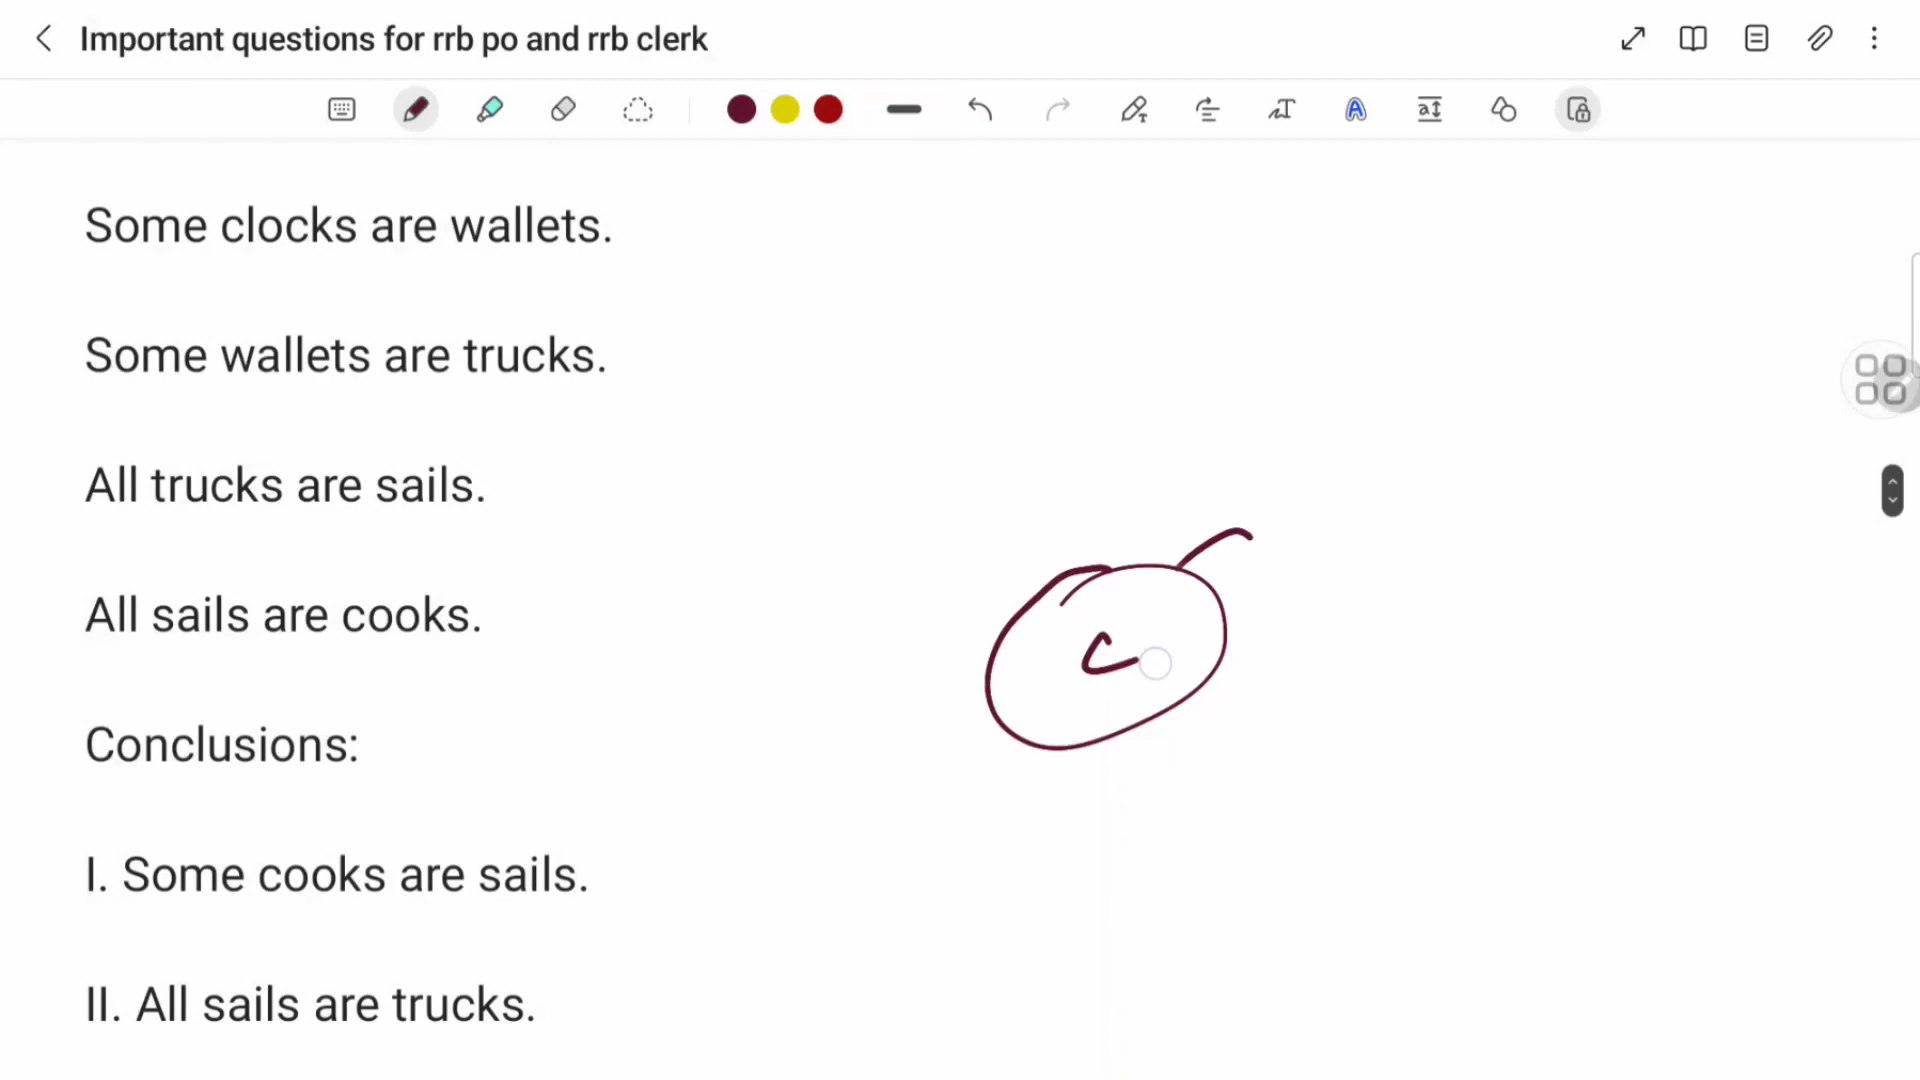 Important questions for rrb po and rrb clerk
Some clocks are wallets.
Some wallets are trucks.
All trucks are sails.
All sails are cooks.
C
Conclusions:
I. Some cooks are sails.
II. All sails are trucks.